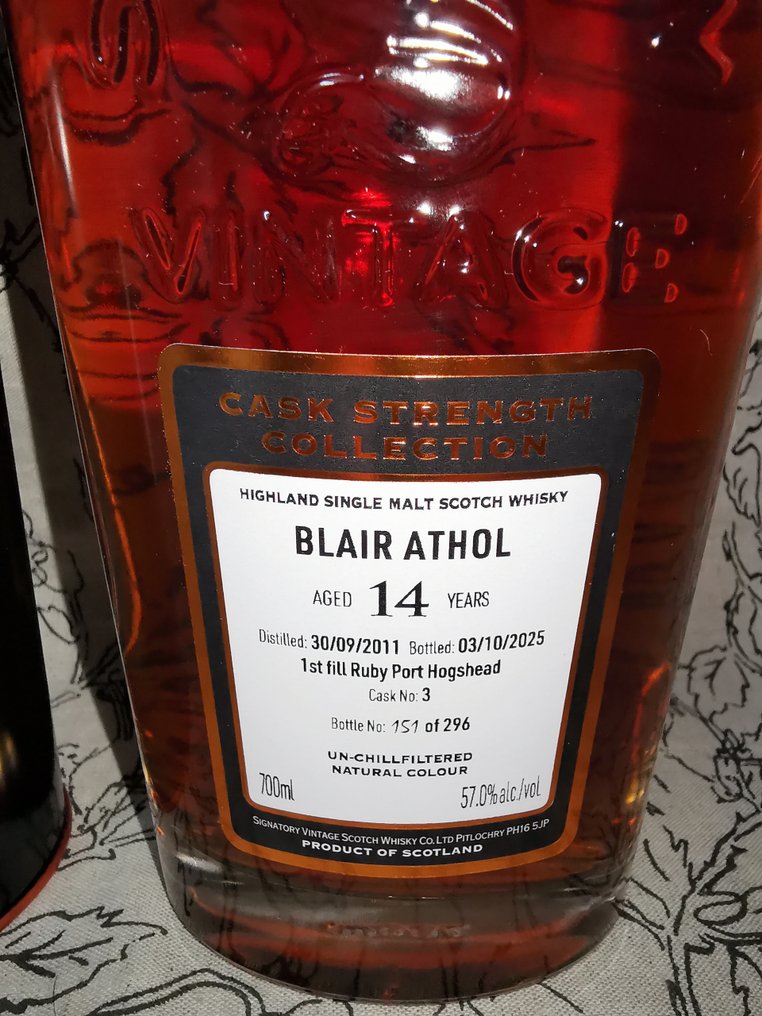 VINTAGE
CASK STRENGTH
COLLECTION
HIGHLAND SINGLE MALT SCOTCH WHISKY
BLAIR ATHOL
AGED 14 YEARS
Distilled: 30/09/2011 Bottled: 03/10/2025
1st fill Ruby Port Hogshead
Cask No: 3
Bottle No: 151 of 296
UN-CHILLFILTERED
NATURAL COLOUR
700ml 57.0%alc./vol
SIGNATORY VINTAGE SCOTCH WHISKY CO. LTD PITLOCHRY PH16 5JP
PRODUCT OF SCOTLAND